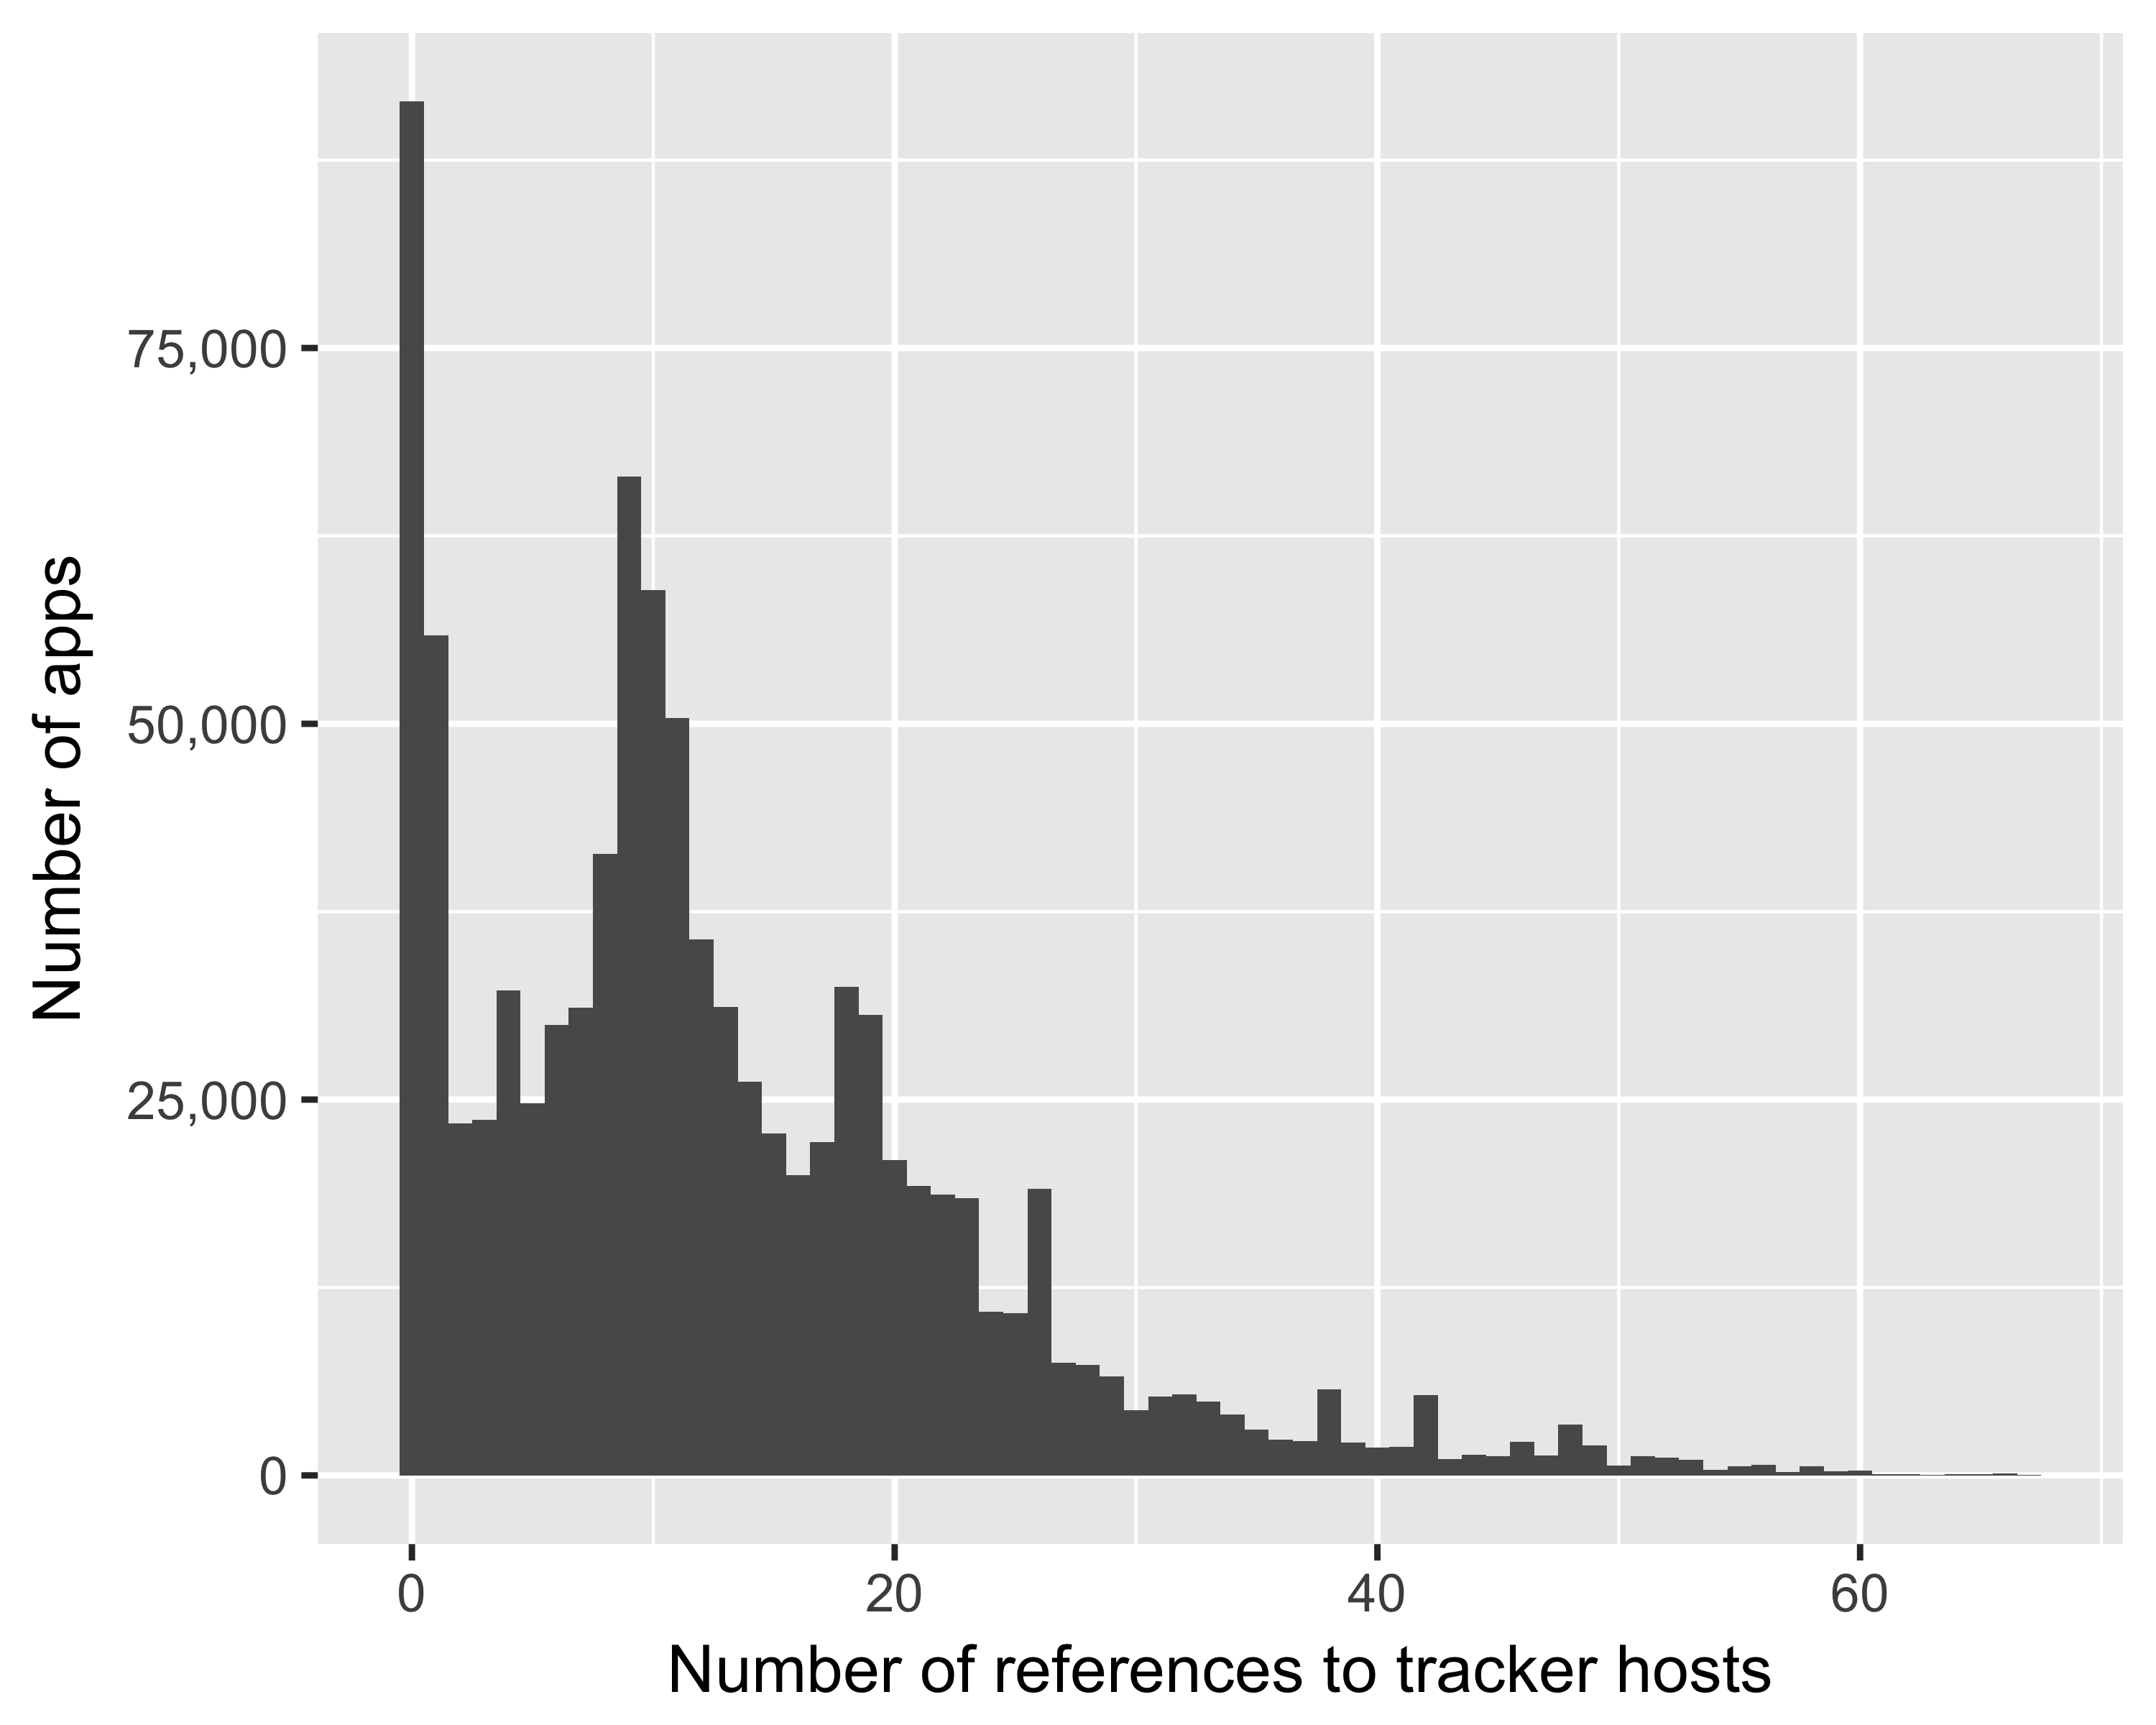 Number of apps
75,000
50,000
25,000
0
0 20 40 60
Number of references to tracker hosts